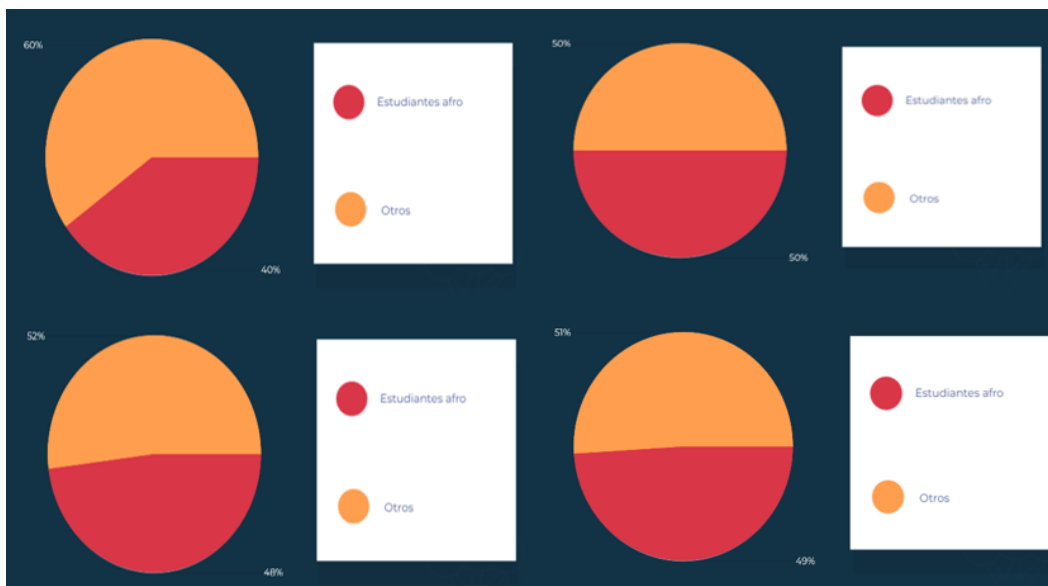 60%
Estudiantes afro
Otros
40%
50%
Estudiantes afro
Otros
50%
52%
Estudiantes afro
Otros
48%
51%
Estudiantes afro
Otros
49%